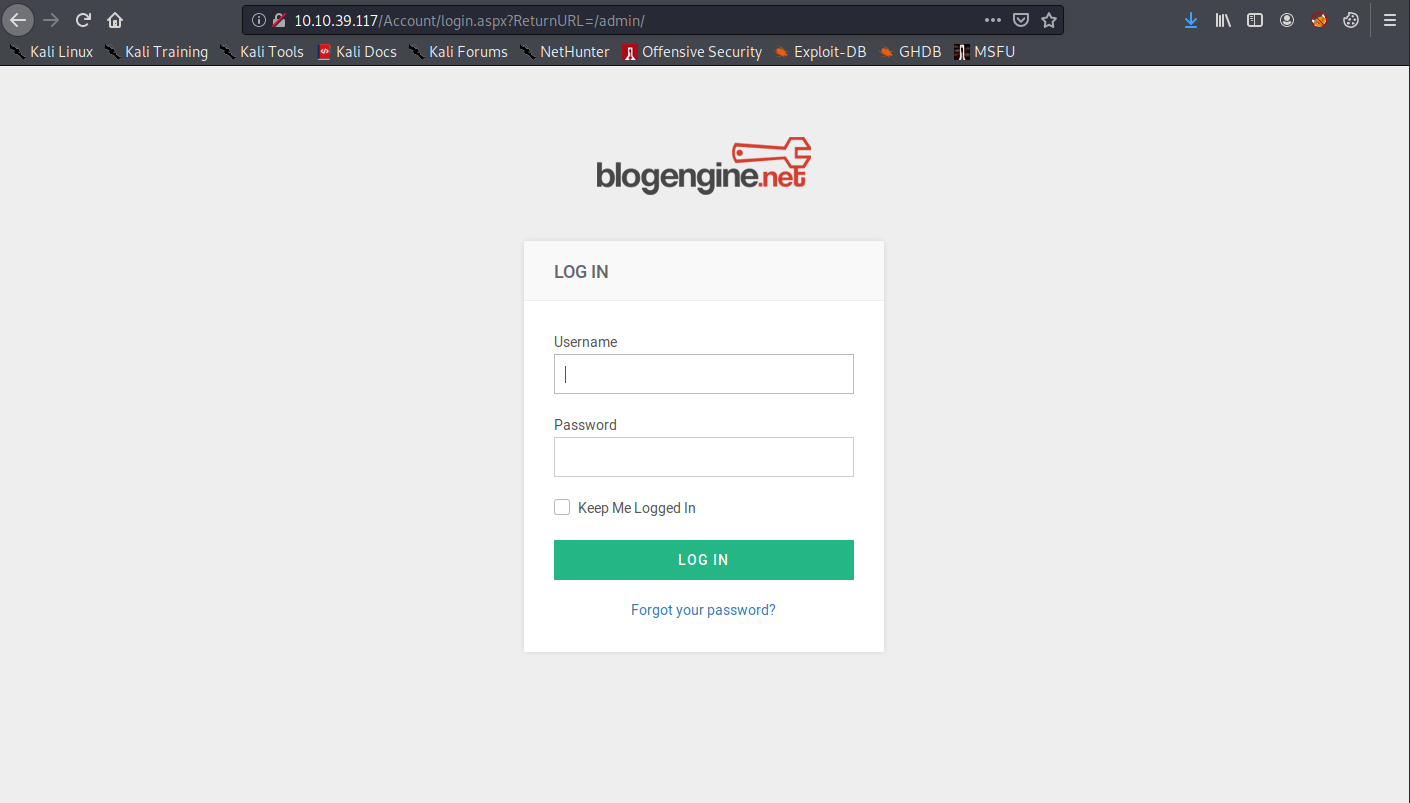 10.10.39.117/Account/login.aspx?ReturnURL=/admin/
Kali Linux Kali Training Kali Tools Kali Docs Kali Forums NetHunter Offensive Security Exploit-DB GHDB MSFU
blogengine.net
LOG IN
Username
Password
Keep Me Logged In
LOG IN
Forgot your password?